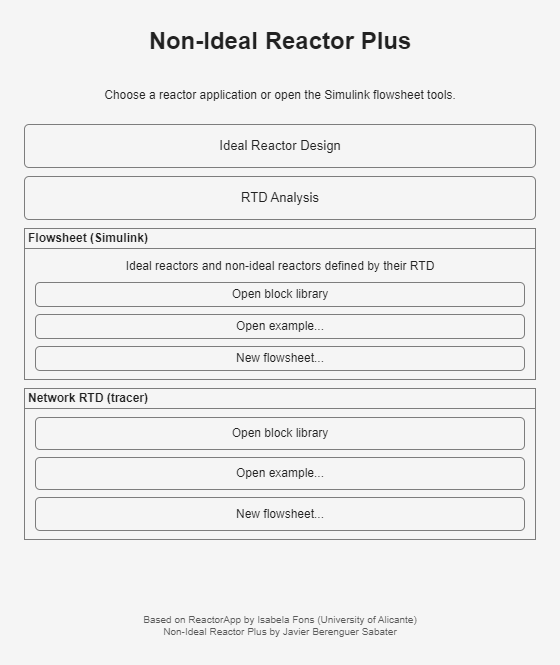 Non-Ideal Reactor Plus
Choose a reactor application or open the Simulink flowsheet tools.
Ideal Reactor Design
RTD Analysis
Flowsheet (Simulink)
Ideal reactors and non-ideal reactors defined by their RTD
Open block library
Open example...
New flowsheet...
Network RTD (tracer)
Open block library
Open example...
New flowsheet...
Based on ReactorApp by Isabela Fons (University of Alicante)
Non-Ideal Reactor Plus by Javier Berenguer Sabater